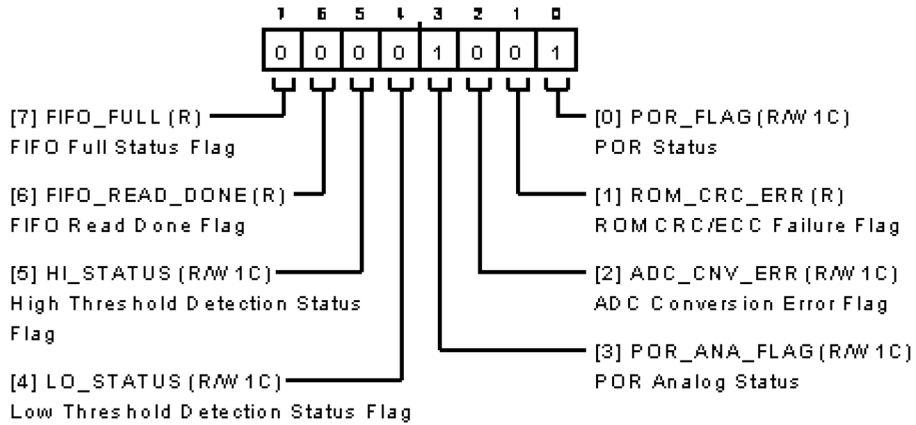 7 6 5 4 3 2 1 0
0 0 0 0 1 0 0 1
[7] FIFO_FULL (R)
FIFO Full Status Flag
[6] FIFO_READ_DONE (R)
FIFO Read Done Flag
[5] HI_STATUS (R/W1C)
High Threshold Detection Status
Flag
[4] LO_STATUS (R/W1C)
Low Threshold Detection Status Flag
[0] POR_FLAG (R/W1C)
POR Status
[1] ROM_CRC_ERR (R)
ROM CRC/ECC Failure Flag
[2] ADC_CNV_ERR (R/W1C)
ADC Conversion Error Flag
[3] POR_ANA_FLAG (R/W1C)
POR Analog Status